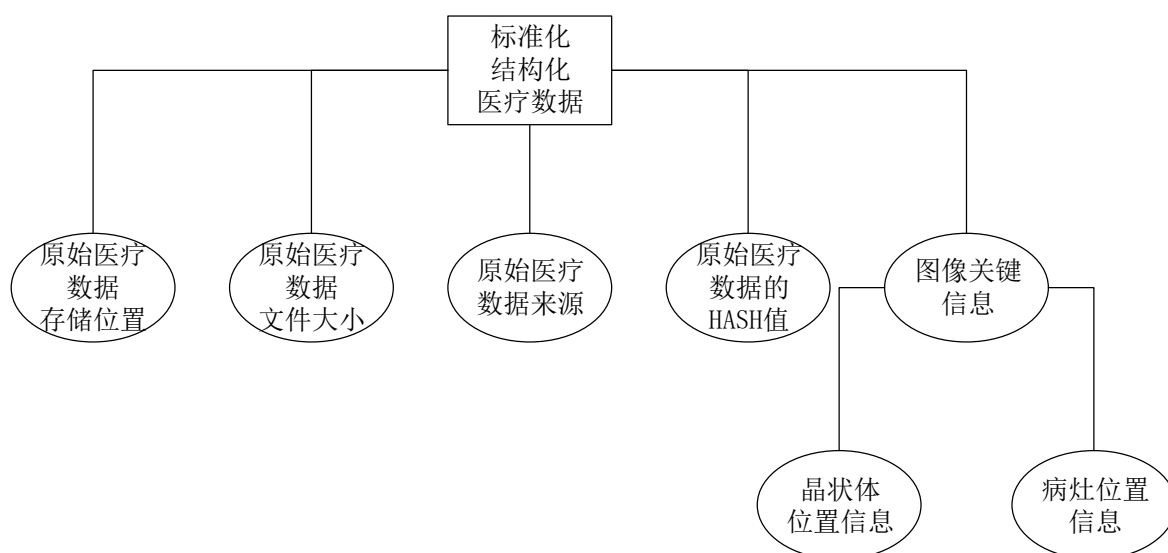 标准化
结构化
医疗数据
原始医疗
数据
存储位置
原始医疗
数据
文件大小
原始医疗
数据来源
原始医疗
数据的
HASH值
图像关键
信息
晶状体
位置信息
病灶位置
信息